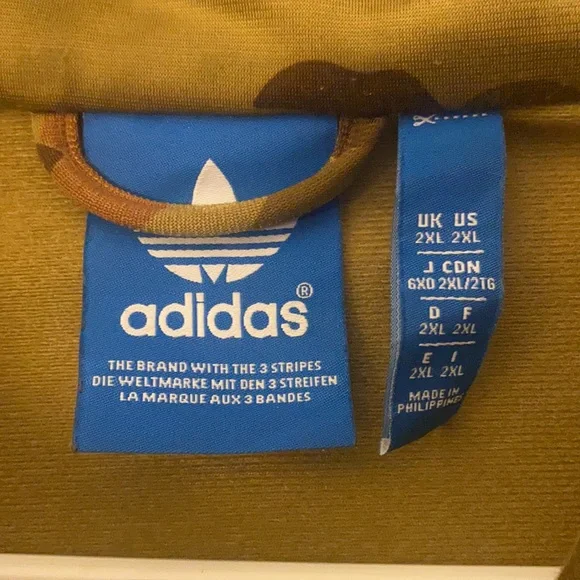 adidas®
THE BRAND WITH THE 3 STRIPES
DIE WELTMARKE MIT DEN 3 STREIFEN
LA MARQUE AUX 3 BANDES
UK US
2XL 2XL
J CDN
6XO 2XL/2TG
D F
2XL 2XL
E I
2XL 2XL
MADE IN